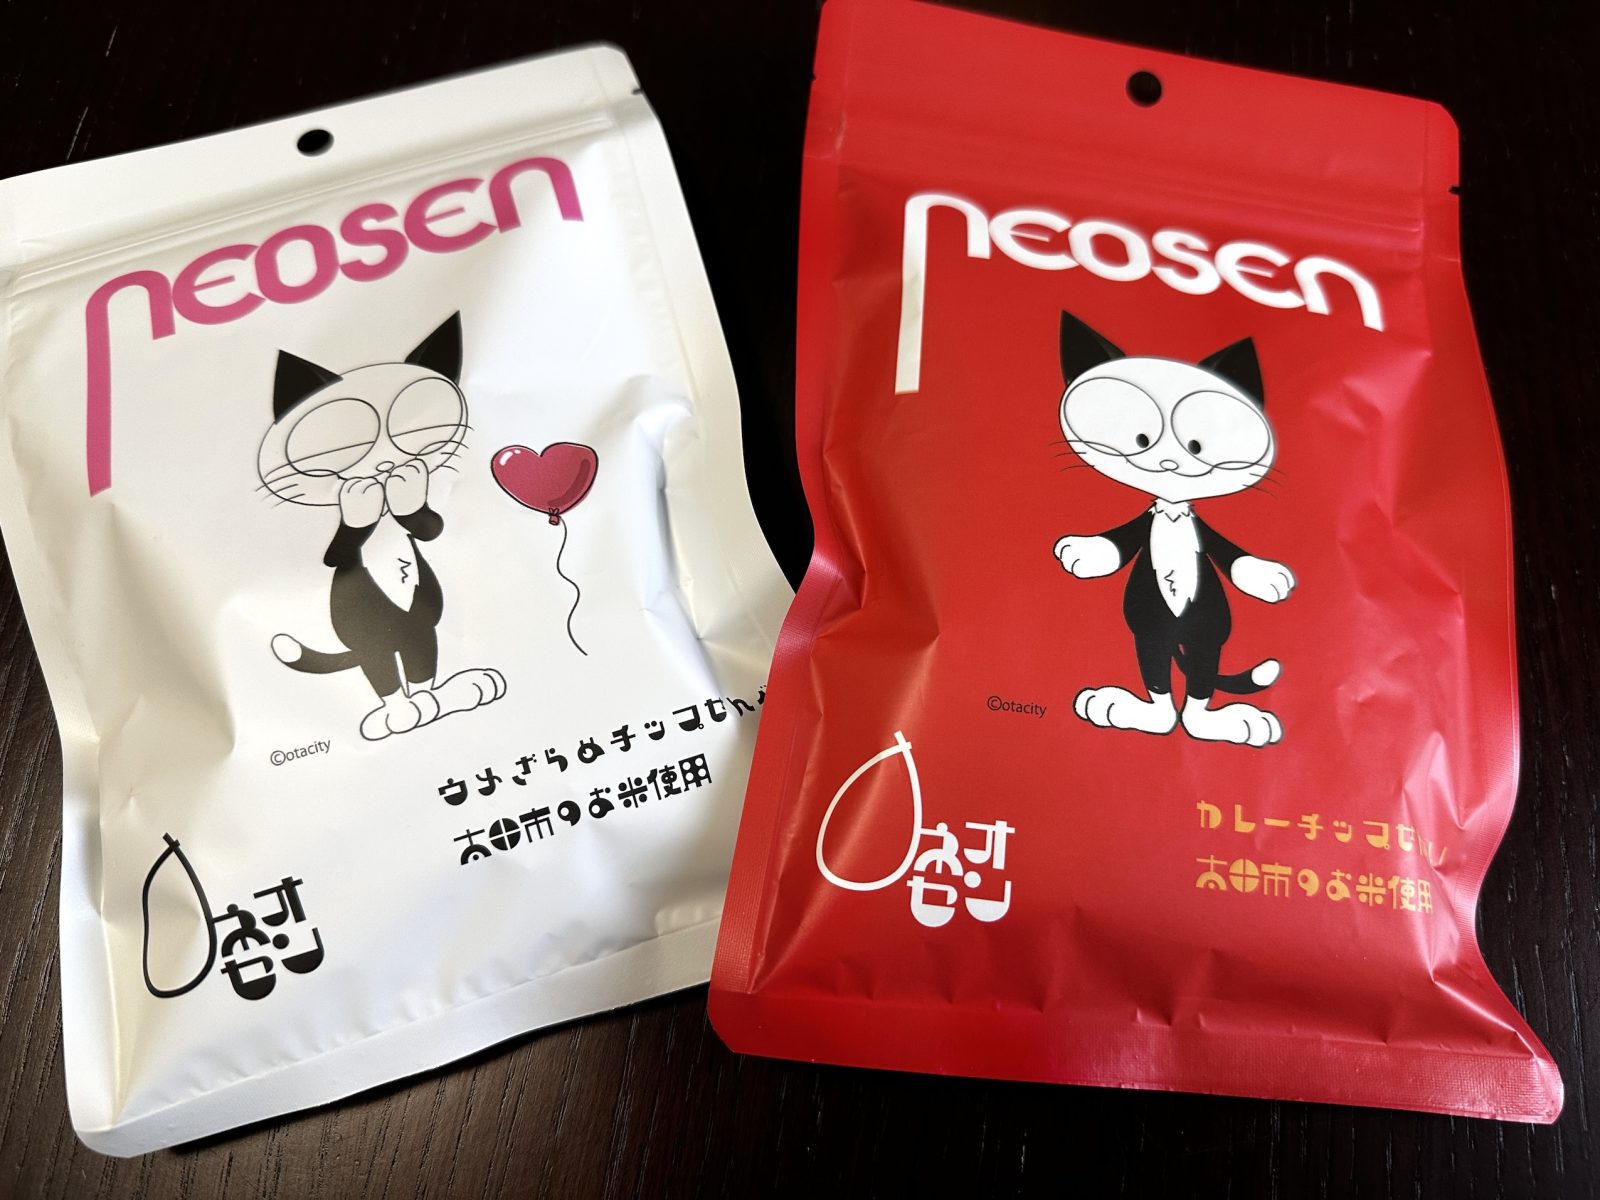 NEOSEN
©otacity
ウメざらめチップせん
太田市のお米使用
ネオ
セン
NEOSEN
©otacity
カレーチップせん
太田市のお米使用
ネオ
セン